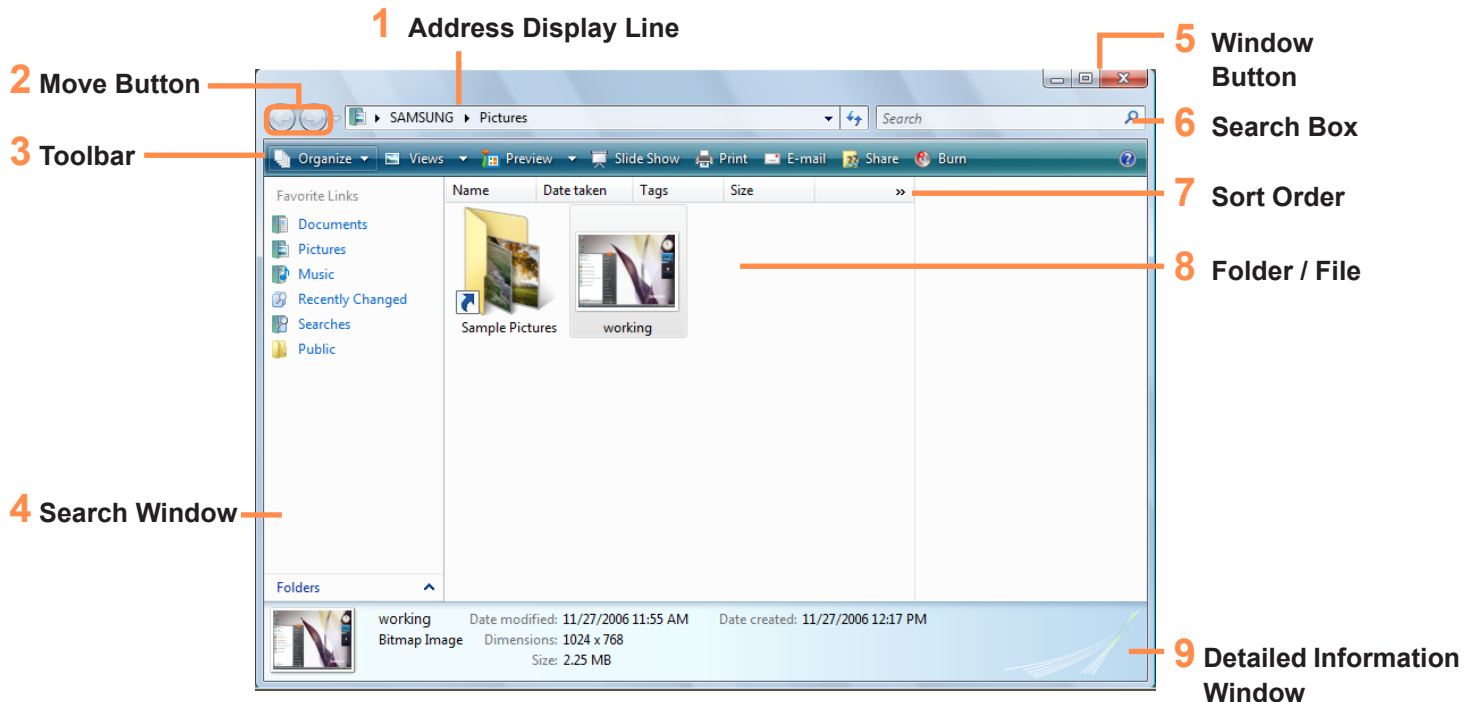 1 Address Display Line
2 Move Button
3 Toolbar
4 Search Window
5 Window
Button
6 Search Box
7 Sort Order
8 Folder / File
9 Detailed Information
Window
SAMSUNG Pictures
Search
Organize Views Preview Slide Show Print E-mail Share Burn
Favorite Links
Documents
Pictures
Music
Recently Changed
Searches
Public
Folders
Name Date taken Tags Size »
Sample Pictures working
working Date modified: 11/27/2006 11:55 AM Date created: 11/27/2006 12:17 PM
Bitmap Image Dimensions: 1024 x 768
Size: 2.25 MB